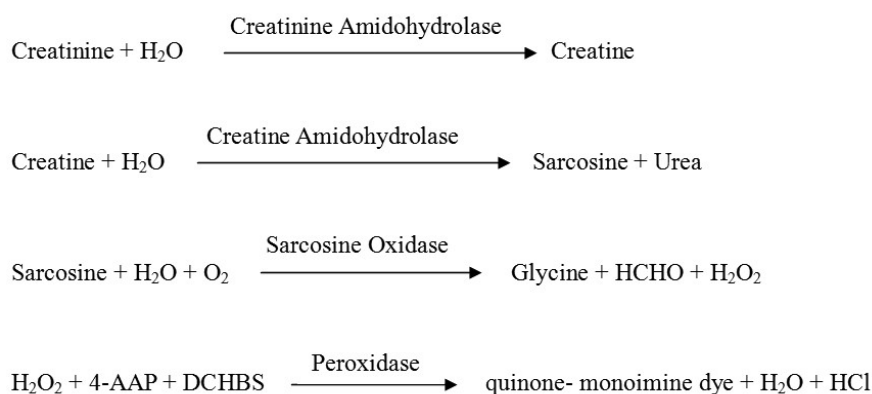 Creatinine Amidohydrolase
Creatinine + H₂O Creatine
Creatine Amidohydrolase
Creatine + H₂O Sarcosine + Urea
Sarcosine Oxidase
Sarcosine + H₂O + O₂ Glycine + HCHO + H₂O₂
Peroxidase
H₂O₂ + 4-AAP + DCHBS quinone- monoimine dye + H₂O + HCl